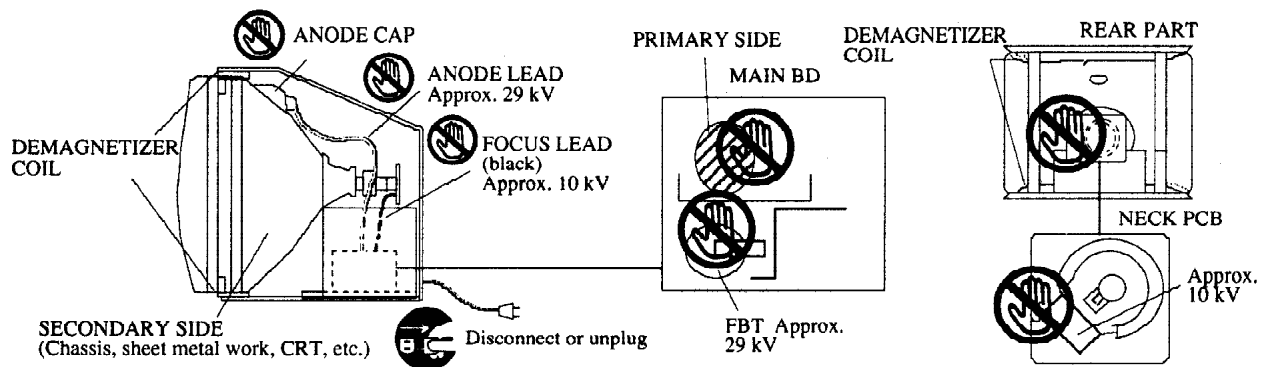 ANODE CAP
ANODE LEAD
Approx. 29 kV
FOCUS LEAD
(black)
Approx. 10 kV
DEMAGNETIZER
COIL
SECONDARY SIDE
(Chassis, sheet metal work, CRT, etc.)
Disconnect or unplug
PRIMARY SIDE
MAIN BD
FBT Approx.
29 kV
DEMAGNETIZER
COIL
REAR PART
NECK PCB
Approx.
10 kV